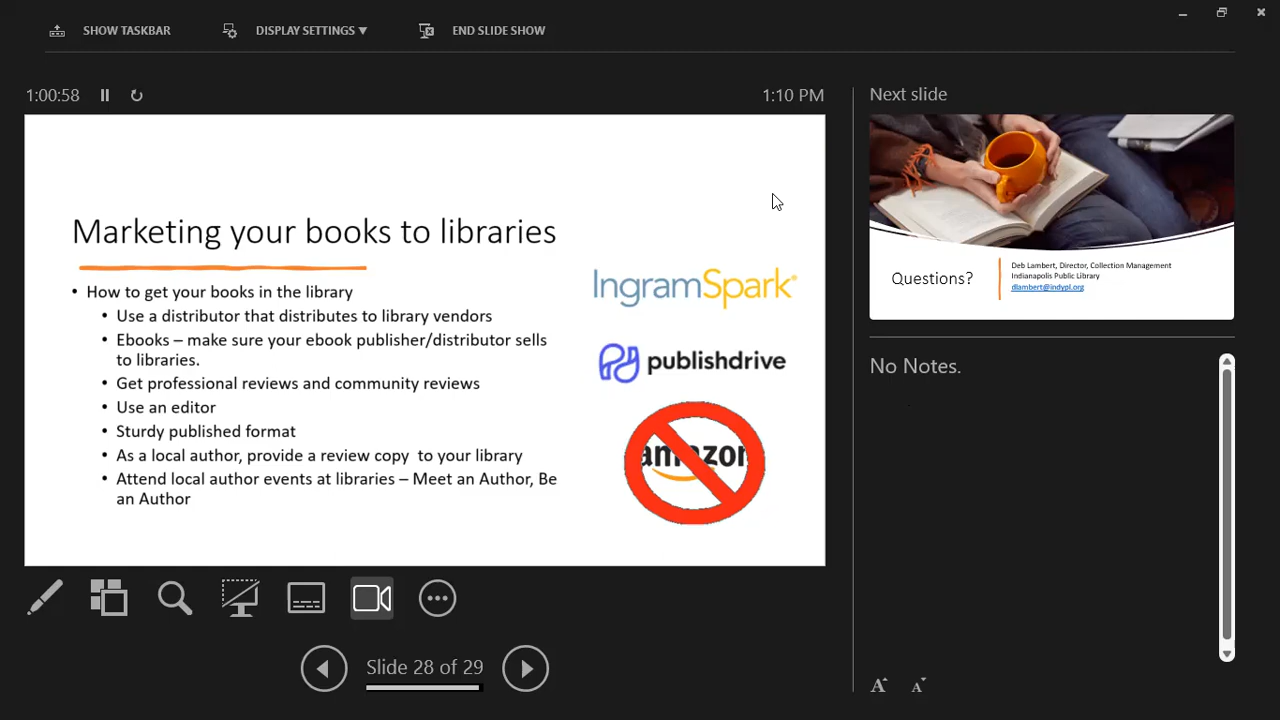 SHOW TASKBAR
DISPLAY SETTINGS ▼
END SLIDE SHOW
1:00:58
1:10 PM
Marketing your books to libraries
• How to get your books in the library
• Use a distributor that distributes to library vendors
• Ebooks – make sure your ebook publisher/distributor sells
to libraries.
• Get professional reviews and community reviews
• Use an editor
• Sturdy published format
• As a local author, provide a review copy  to your library
• Attend local author events at libraries – Meet an Author, Be
an Author
IngramSpark®
publishdrive
amazon
Next slide
Questions?
Deb Lambert, Director, Collection Management
Indianapolis Public Library
dlambert@indypl.org
No Notes.
Slide 28 of 29
A A